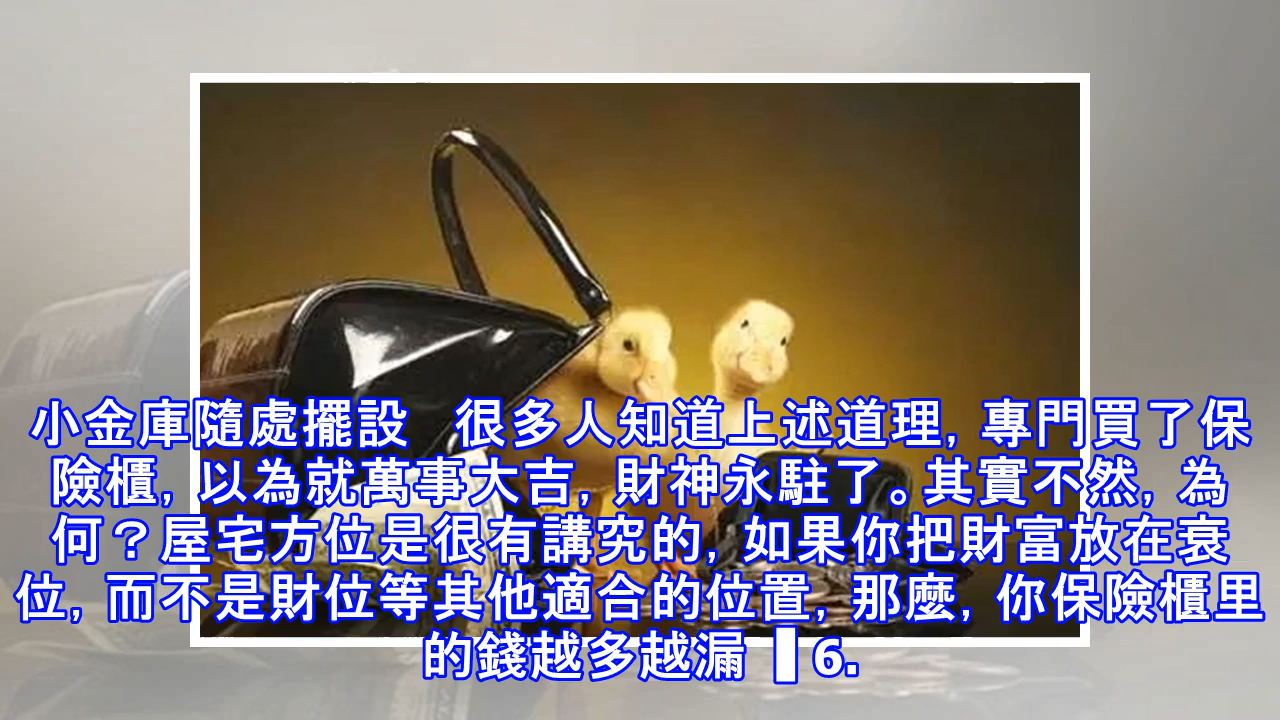 小金庫隨處擺設　很多人知道上述道理, 專門買了保
險櫃, 以為就萬事大吉, 財神永駐了。其實不然, 為
何？屋宅方位是很有講究的, 如果你把財富放在衰
位, 而不是財位等其他適合的位置, 那麼, 你保險櫃里
的錢越多越漏 ▌6.